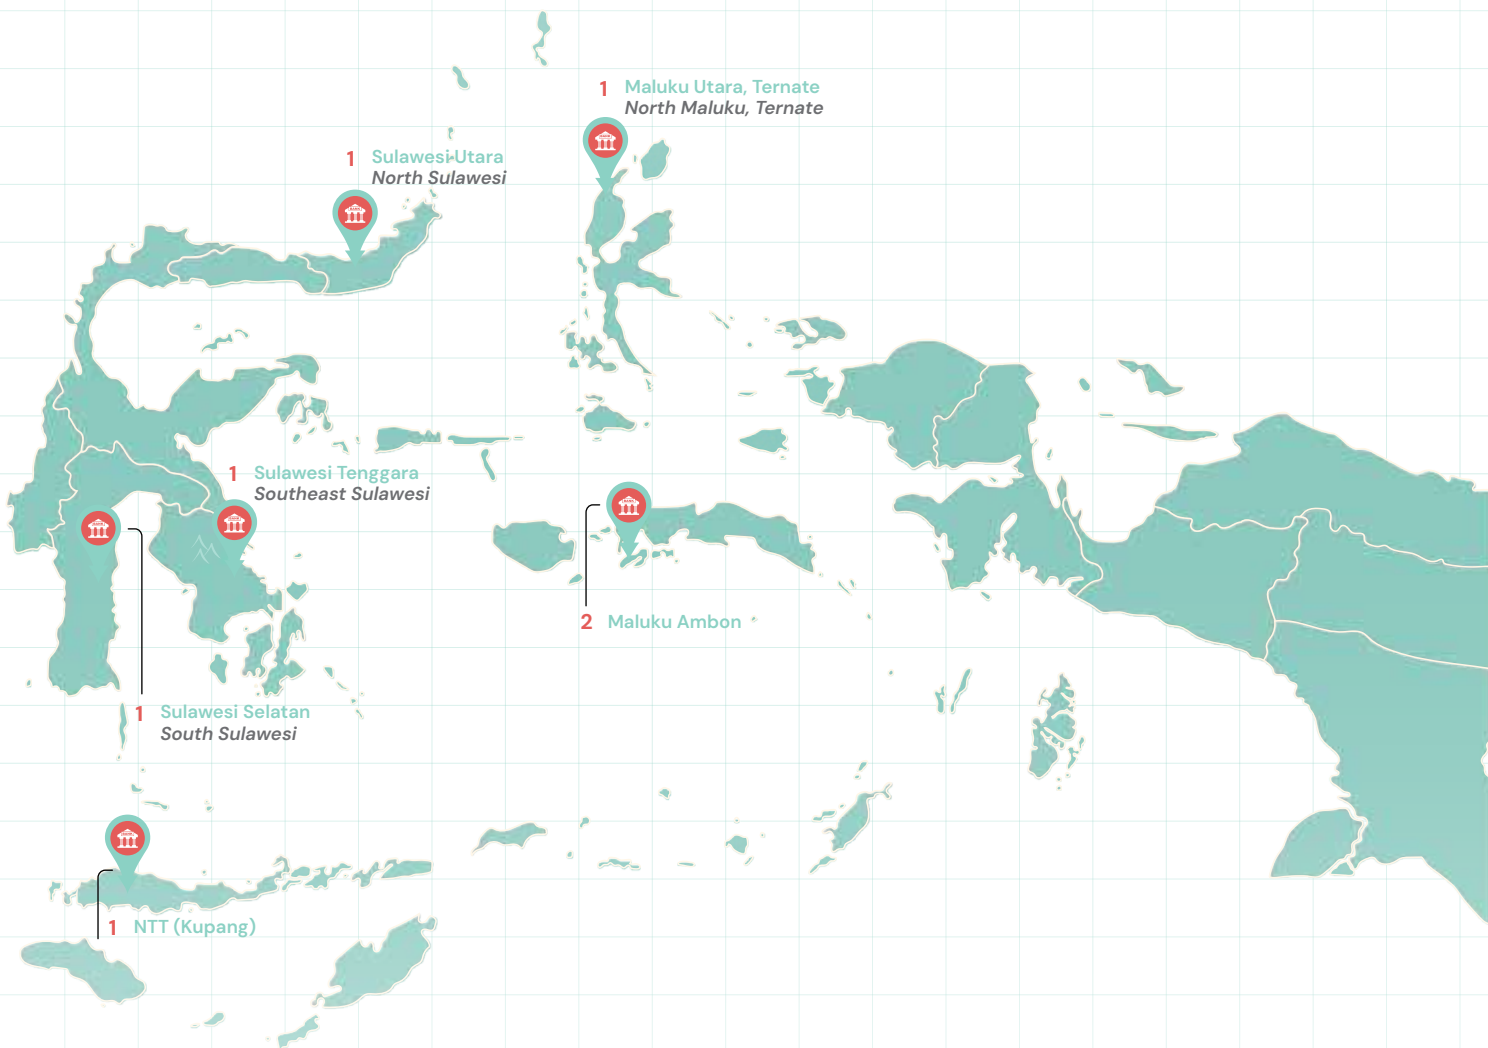 1 Maluku Utara, Ternate
North Maluku, Ternate
1 Sulawesi Utara
North Sulawesi
1 Sulawesi Tenggara
Southeast Sulawesi
2 Maluku Ambon
1 Sulawesi Selatan
South Sulawesi
1 NTT (Kupang)